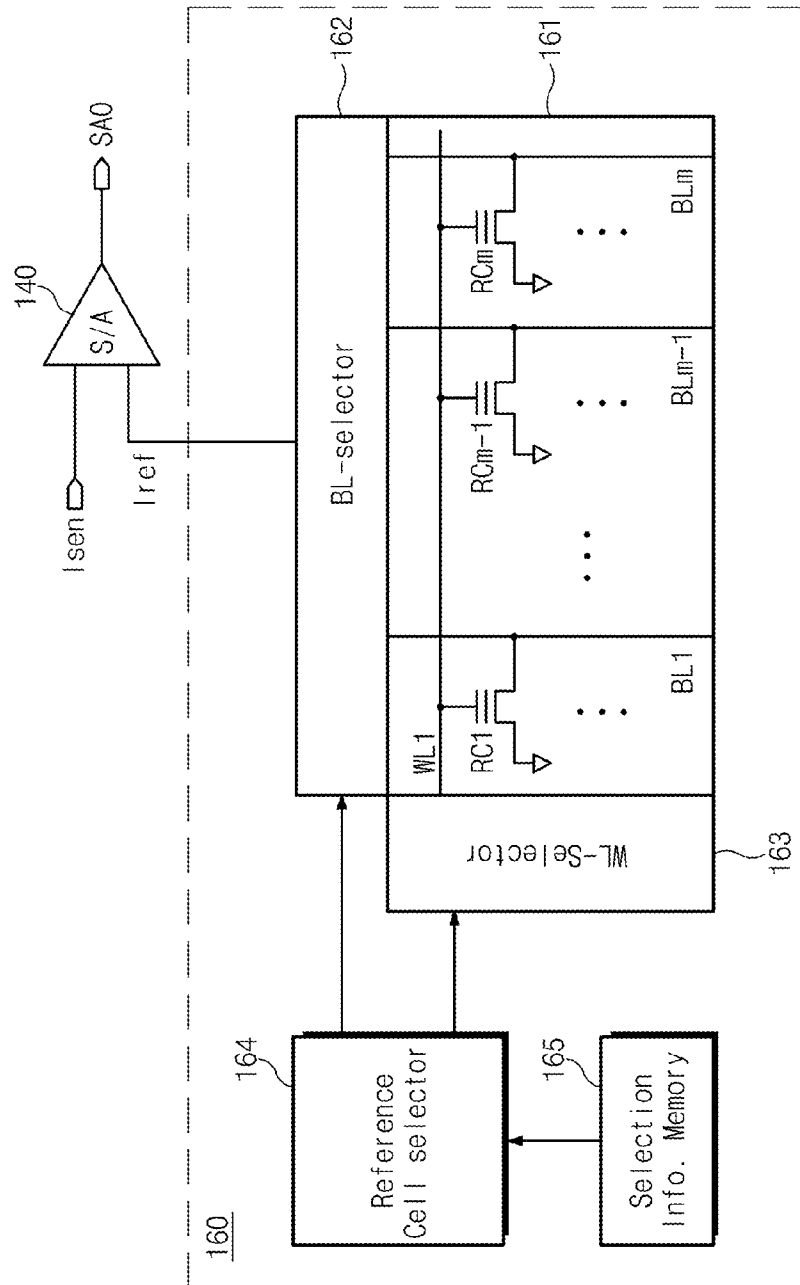 160
164
Reference
Cell selector
165
Selection
Info. Memory
Isen
Iref
140
S/A
SAO
162
BL-selector
161
WL-Selector
163
WL1
RC1
BL1
RCm-1
BLm-1
RCm
BLm